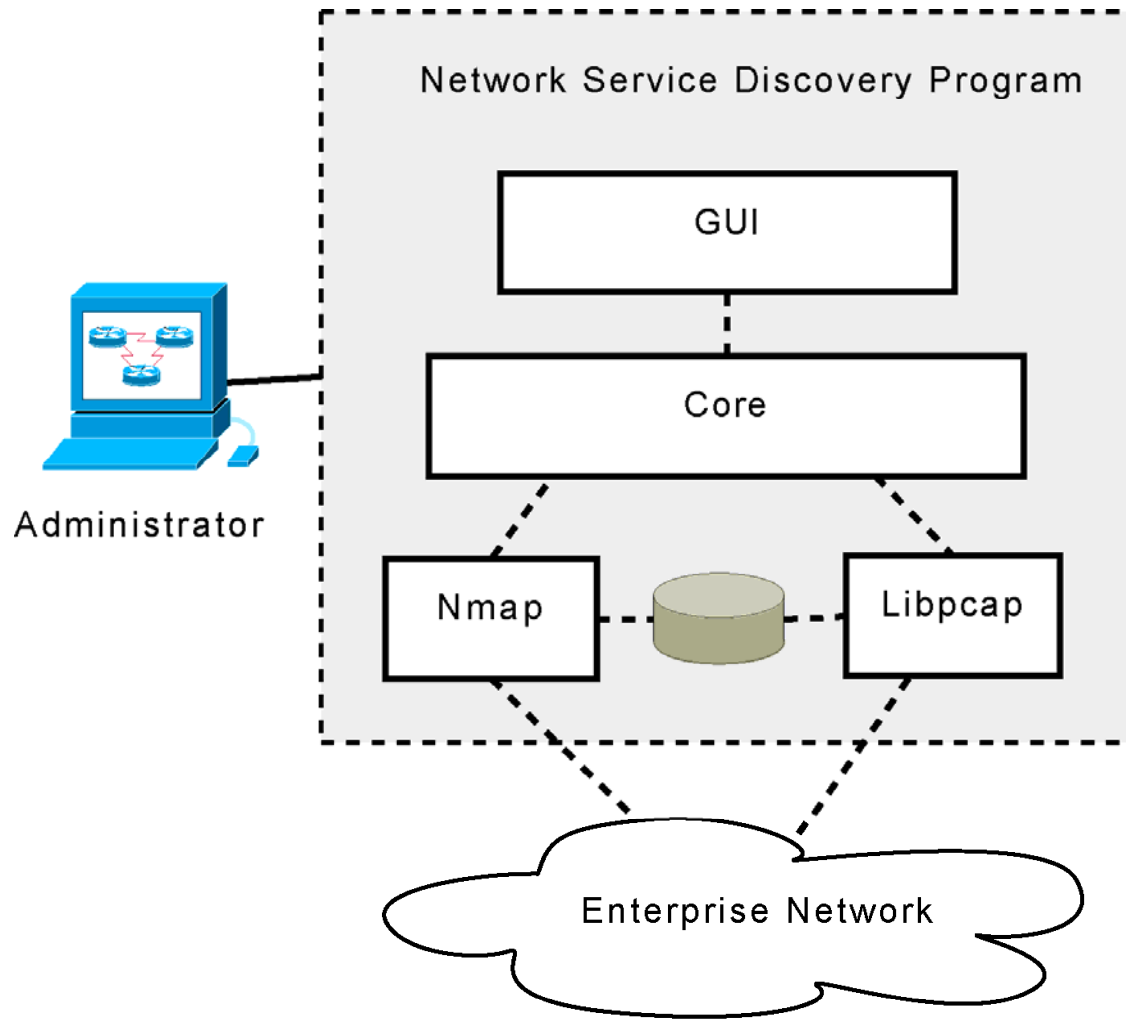 Network Service Discovery Program
GUI
Core
Administrator
Nmap
Libpcap
Enterprise Network